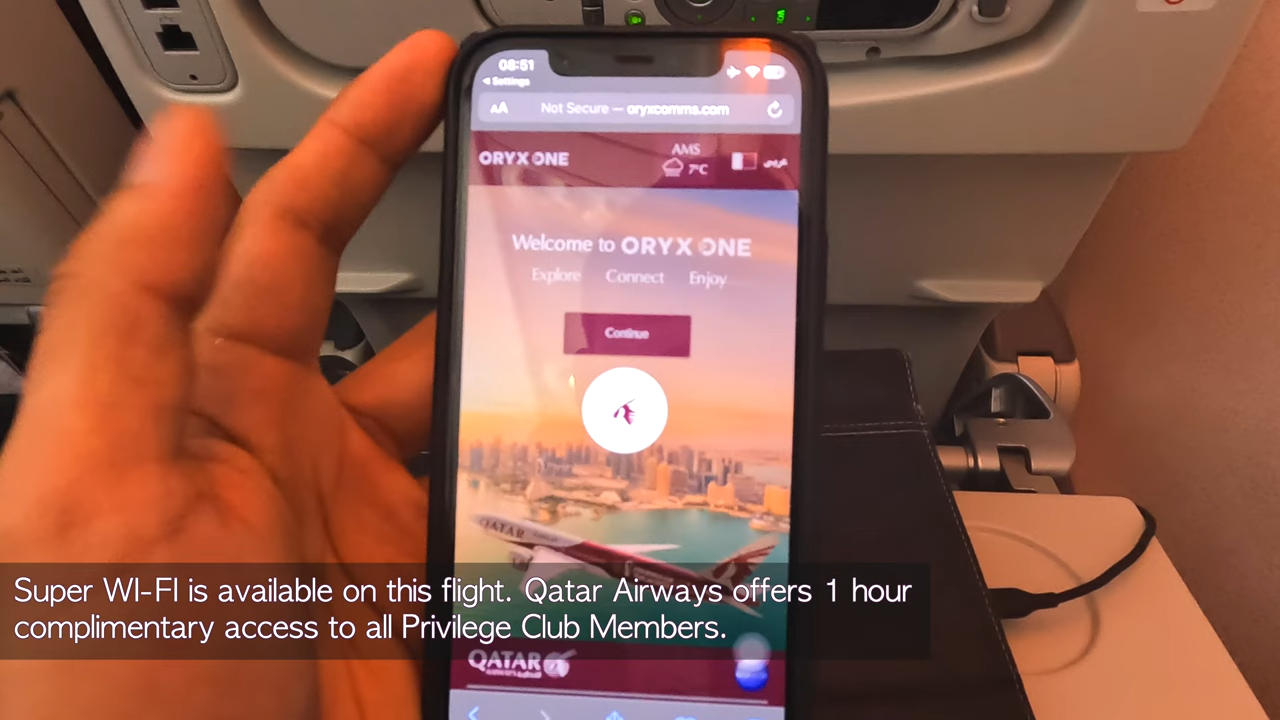 08:51
Settings
AA Not Secure — oryxcomms.com
ORYX ONE
AMS
7°C
عربي
Welcome to ORYX ONE
Explore Connect Enjoy
Continue
QATAR
Super WI-FI is available on this flight. Qatar Airways offers 1 hour
complimentary access to all Privilege Club Members.
QATAR